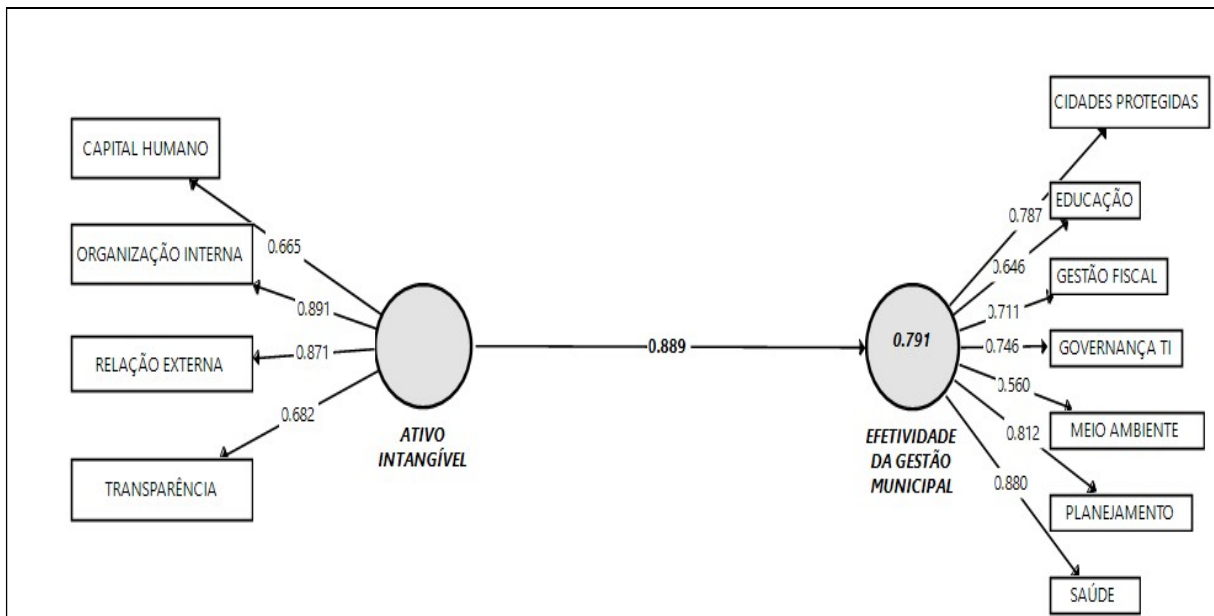 CAPITAL HUMANO
ORGANIZAÇÃO INTERNA
RELAÇÃO EXTERNA
TRANSPARÊNCIA
0.665
0.891
0.871
0.682
ATIVO
INTANGÍVEL
0.889
0.791
EFETIVIDADE
DA GESTÃO
MUNICIPAL
0.787
0.646
0.711
0.746
0.560
0.812
0.880
CIDADES PROTEGIDAS
EDUCAÇÃO
GESTÃO FISCAL
GOVERNANÇA TI
MEIO AMBIENTE
PLANEJAMENTO
SAÚDE